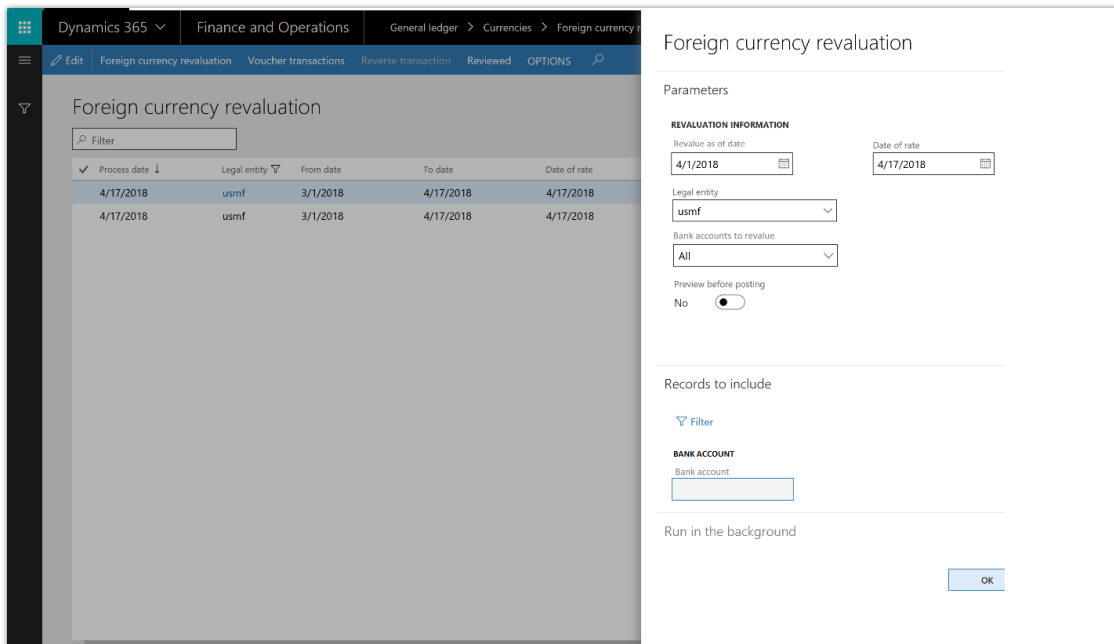 Dynamics 365 Finance and Operations General ledger > Currencies > Foreign currency r
Edit Foreign currency revaluation Voucher transactions Reverse transaction Reviewed OPTIONS
Foreign currency revaluation
Filter
Process date Legal entity From date To date Date of rate
4/17/2018 usmf 3/1/2018 4/17/2018 4/17/2018
4/17/2018 usmf 3/1/2018 4/17/2018 4/17/2018
Foreign currency revaluation
Parameters
REVALUATION INFORMATION
Revalue as of date Date of rate
4/1/2018 4/17/2018
Legal entity
usmf
Bank accounts to revalue
All
Preview before posting
No
Records to include
Filter
BANK ACCOUNT
Bank account
Run in the background
OK